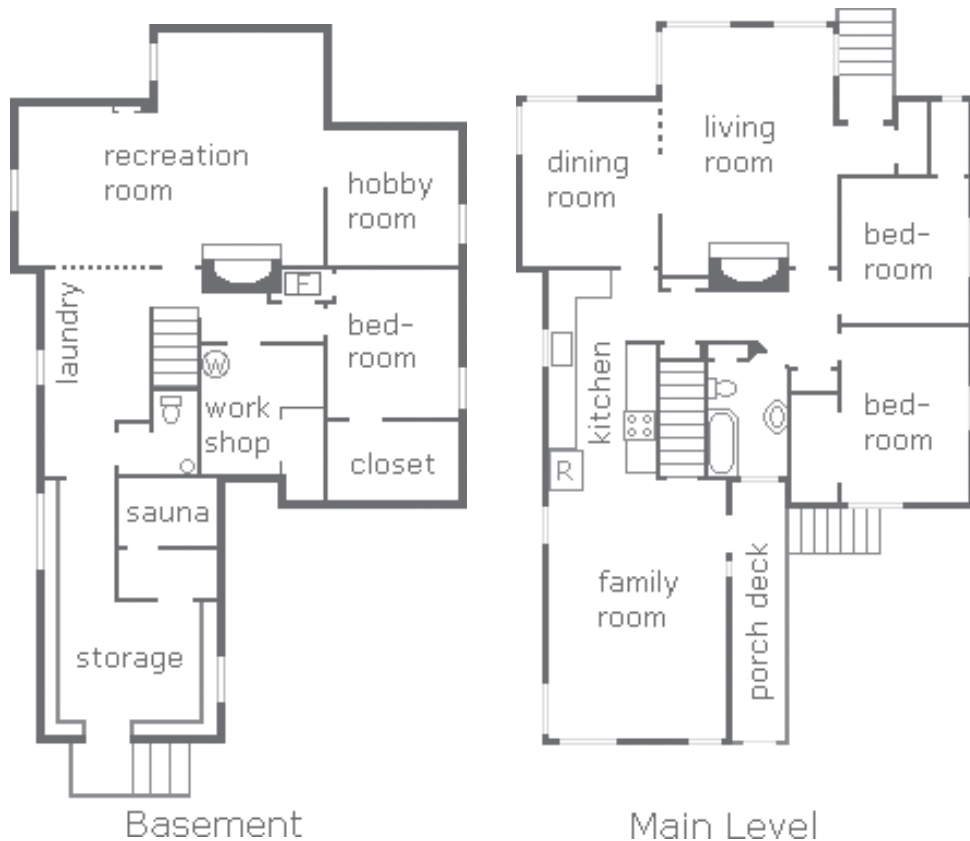 recreation
room
hobby
room
F
laundry
bed-
room
W
work
shop
closet
sauna
storage
Basement
living
room
dining
room
bed-
room
kitchen
bed-
room
R
family
room
porch deck
Main Level